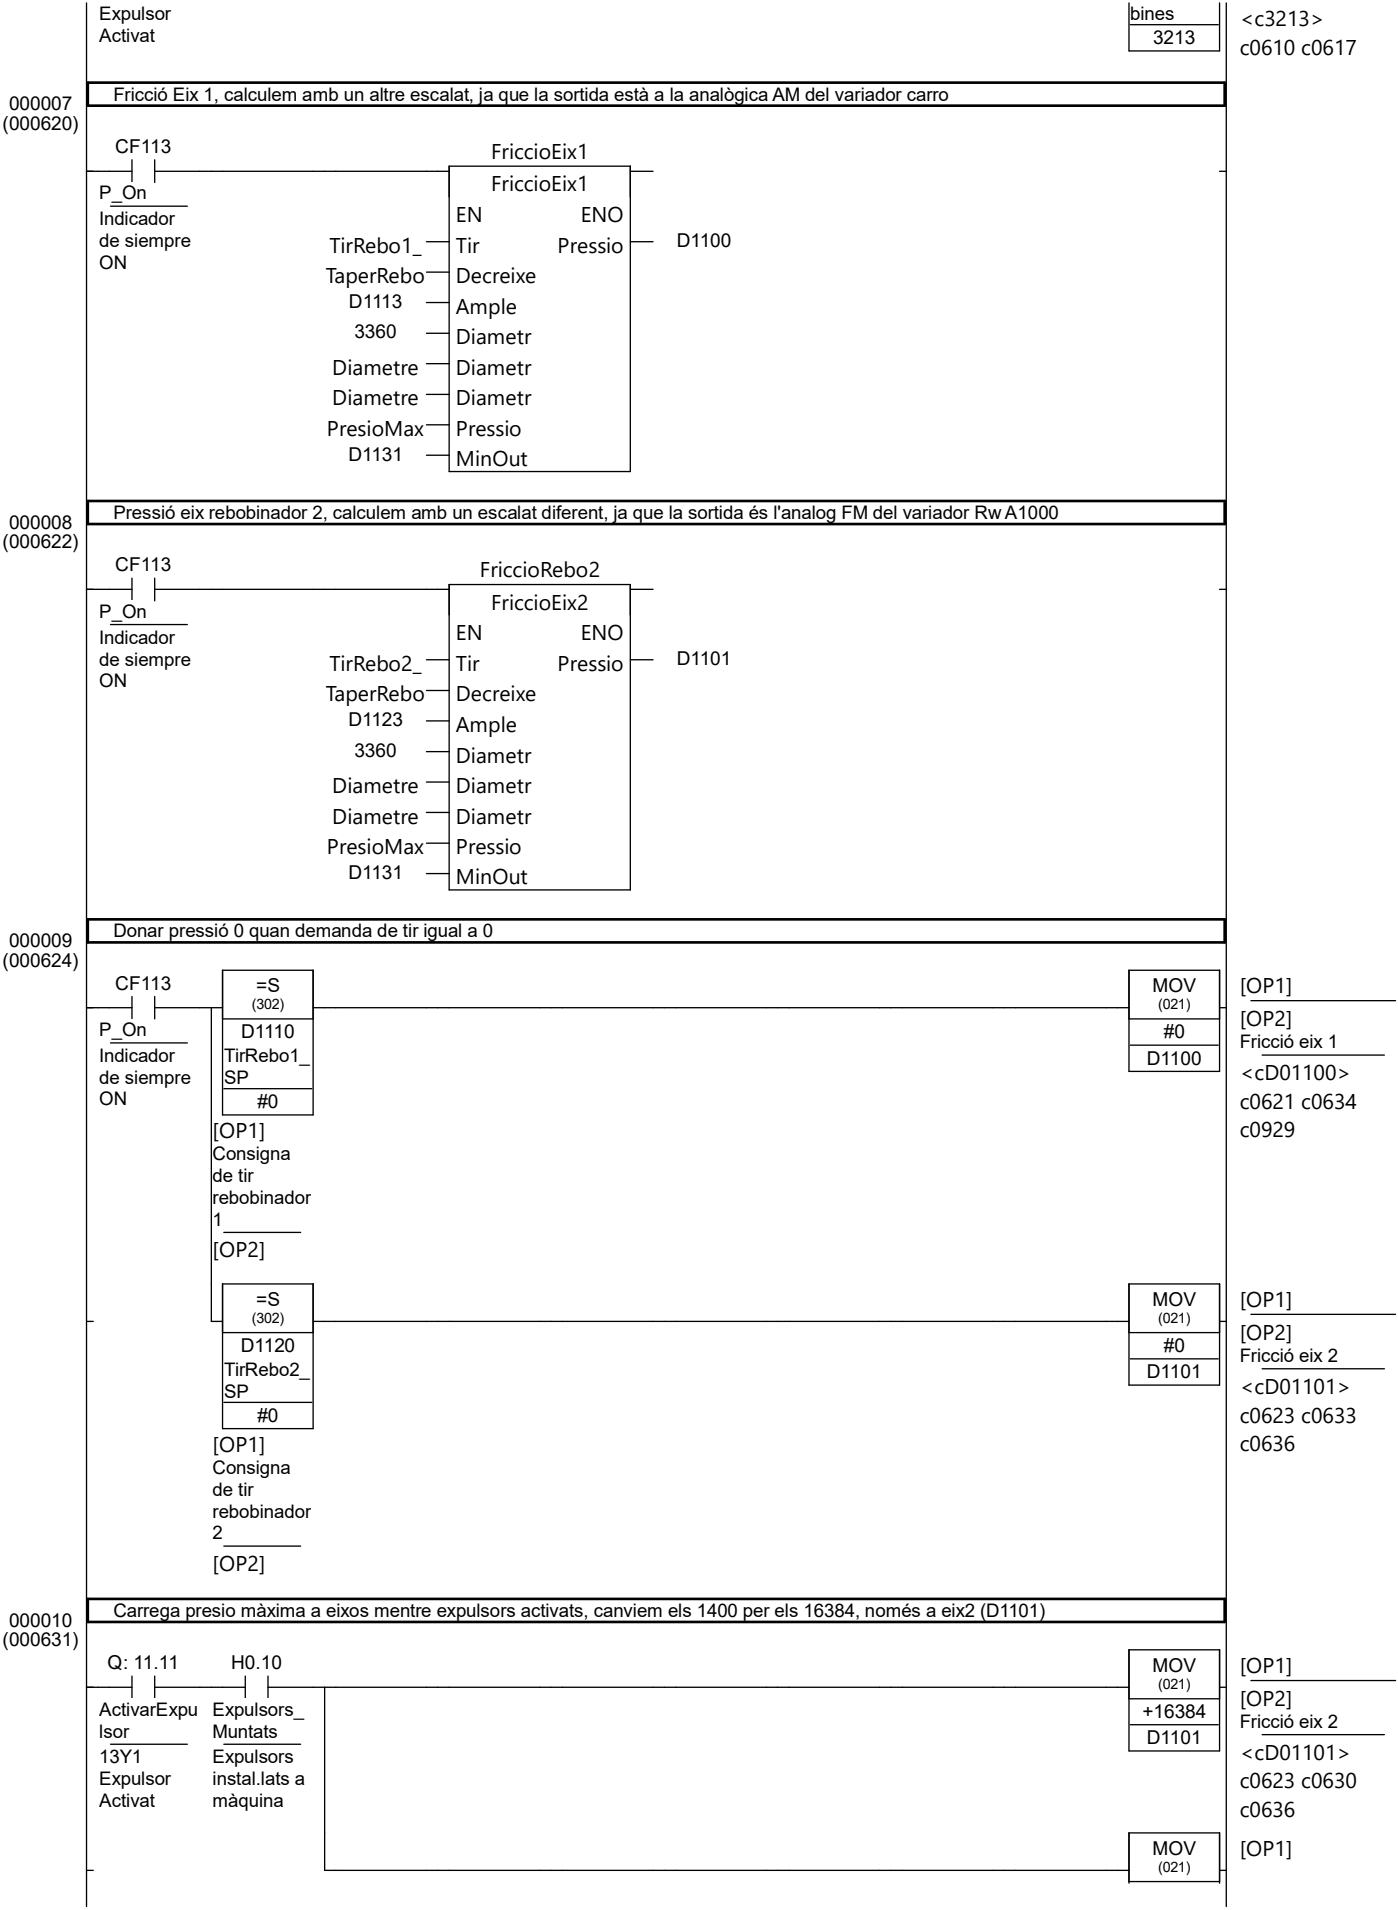 Expulsor
Activat
bines
3213
<c3213>
c0610 c0617
000007
(000620)
Fricció Eix 1, calculem amb un altre escalat, ja que la sortida està a la analògica AM del variador carro
CF113
P_On
Indicador
de siempre
ON
FriccioEix1
FriccioEix1
EN ENO
TirRebo1_ Tir Pressio D1100
TaperRebo Decreixe
D1113 Ample
3360 Diametr
Diametre Diametr
Diametre Diametr
PresioMax Pressio
D1131 MinOut
000008
(000622)
Pressió eix rebobinador 2, calculem amb un escalat diferent, ja que la sortida és l'analog FM del variador Rw A1000
CF113
P_On
Indicador
de siempre
ON
FriccioRebo2
FriccioEix2
EN ENO
TirRebo2_ Tir Pressio D1101
TaperRebo Decreixe
D1123 Ample
3360 Diametr
Diametre Diametr
Diametre Diametr
PresioMax Pressio
D1131 MinOut
000009
(000624)
Donar pressió 0 quan demanda de tir igual a 0
CF113
P_On
Indicador
de siempre
ON
=S
(302)
D1110
TirRebo1_
SP
#0
[OP1]
Consigna
de tir
rebobinador
1
[OP2]
MOV
(021)
#0
D1100
[OP1]
[OP2]
Fricció eix 1
<cD01100>
c0621 c0634
c0929
=S
(302)
D1120
TirRebo2_
SP
#0
[OP1]
Consigna
de tir
rebobinador
2
[OP2]
MOV
(021)
#0
D1101
[OP1]
[OP2]
Fricció eix 2
<cD01101>
c0623 c0633
c0636
000010
(000631)
Carrega presio màxima a eixos mentre expulsors activats, canviem els 1400 per els 16384, només a eix2 (D1101)
Q: 11.11
ActivarExpu
lsor
13Y1
Expulsor
Activat
H0.10
Expulsors_
Muntats
Expulsors
instal.lats a
màquina
MOV
(021)
+16384
D1101
[OP1]
[OP2]
Fricció eix 2
<cD01101>
c0623 c0630
c0636
MOV
(021)
[OP1]